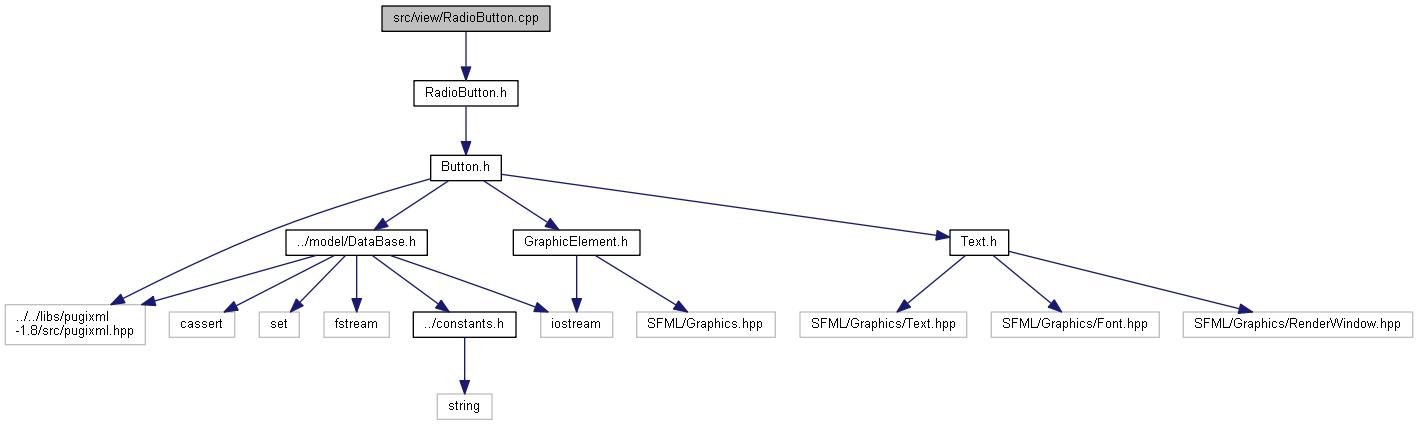 src/view/RadioButton.cpp
RadioButton.h
Button.h
../model/DataBase.h
GraphicElement.h
Text.h
../../libs/pugixml
-1.8/src/pugixml.hpp
cassert
set
fstream
../constants.h
iostream
SFML/Graphics.hpp
SFML/Graphics/Text.hpp
SFML/Graphics/Font.hpp
SFML/Graphics/RenderWindow.hpp
string